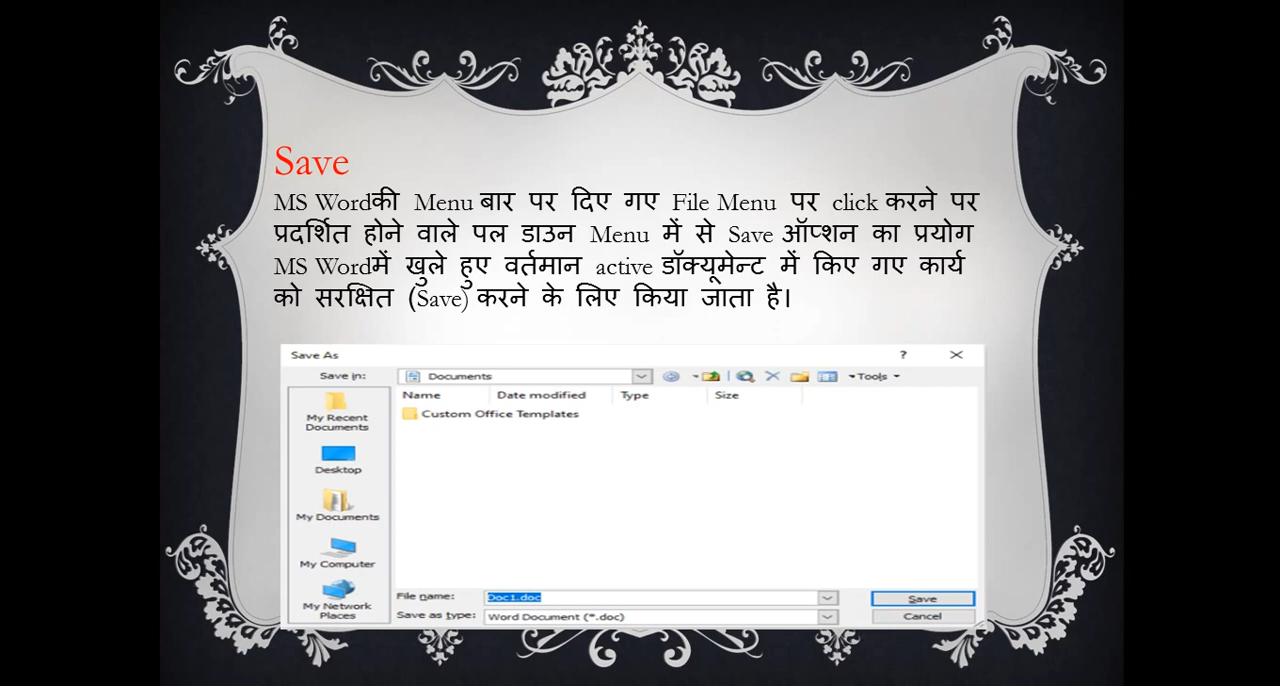 Save
MS Wordकी Menu बार पर दिए गए File Menu पर click करने पर
प्रदर्शित होने वाले पल डाउन Menu में से Save ऑप्शन का प्रयोग
MS Wordमें खुले हुए वर्तमान active डॉक्यूमेन्ट में किए गए कार्य
को सरक्षित (Save) करने के लिए किया जाता है।
Save As ?
Save in: Documents Tools
Name Date modified Type Size
Custom Office Templates
My Recent
Documents
Desktop
My Documents
My Computer
My Network
Places
File name: Doc1.doc Save
Save as type: Word Document (*.doc) Cancel